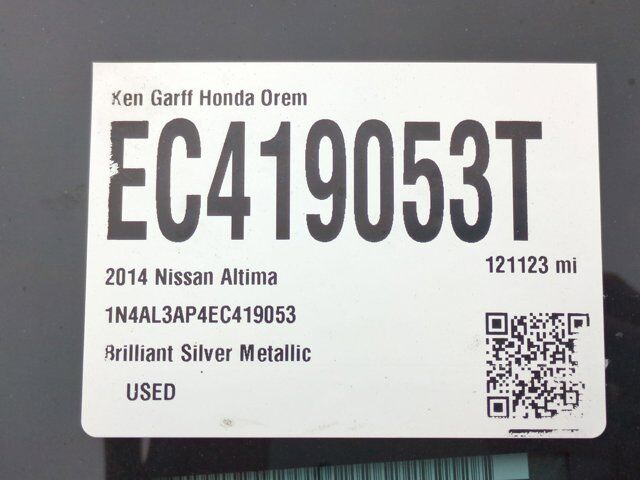 Ken Garff Honda Orem
EC419053T
121123 mi
2014 Nissan Altima
1N4AL3AP4EC419053
Brilliant Silver Metallic
USED